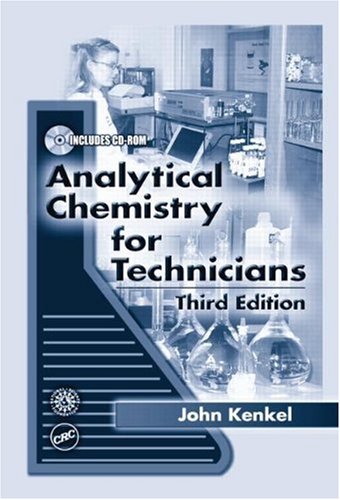 INCLUDES CD-ROM
Analytical
Chemistry
for
Technicians
Third Edition
John Kenkel
CRC